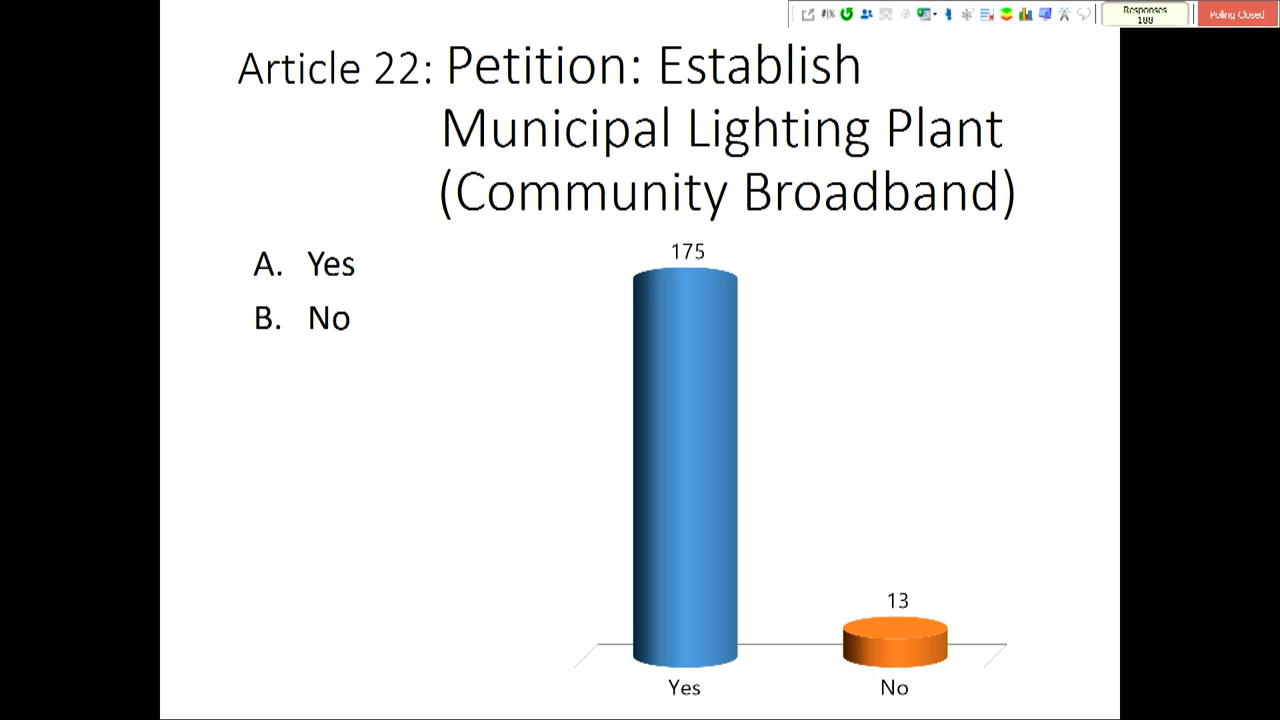 Responses
188
Polling Closed
Article 22: Petition: Establish
Municipal Lighting Plant
(Community Broadband)
A. Yes
B. No
175
13
Yes
No